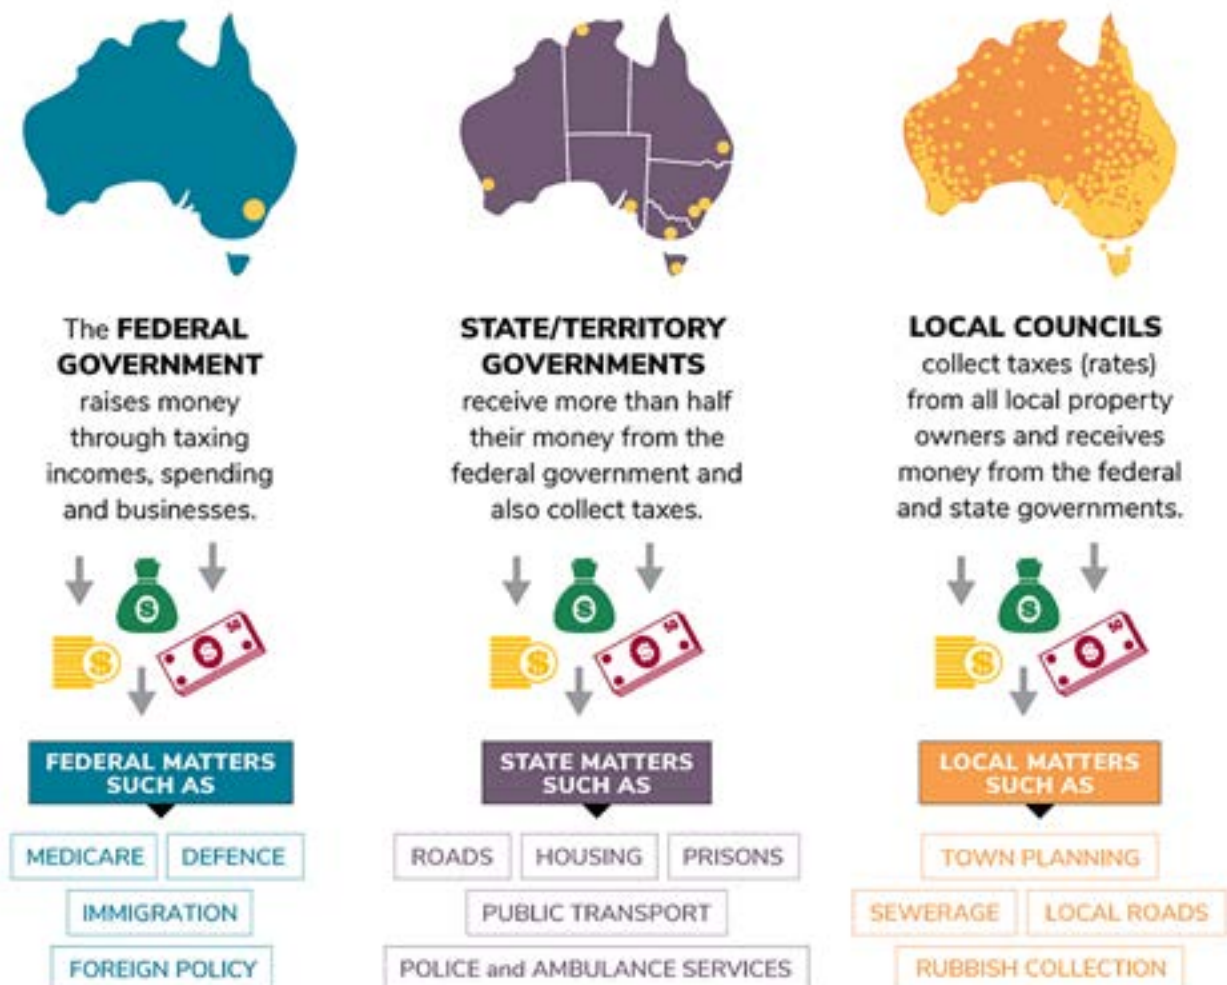 The FEDERAL
GOVERNMENT
raises money
through taxing
incomes, spending
and businesses.
$
$
$
50
FEDERAL MATTERS
SUCH AS
MEDICARE
DEFENCE
IMMIGRATION
FOREIGN POLICY
STATE/TERRITORY
GOVERNMENTS
receive more than half
their money from the
federal government and
also collect taxes.
$
$
$
50
STATE MATTERS
SUCH AS
ROADS
HOUSING
PRISONS
PUBLIC TRANSPORT
POLICE and AMBULANCE SERVICES
LOCAL COUNCILS
collect taxes (rates)
from all local property
owners and receives
money from the federal
and state governments.
$
$
$
50
LOCAL MATTERS
SUCH AS
TOWN PLANNING
SEWERAGE
LOCAL ROADS
RUBBISH COLLECTION